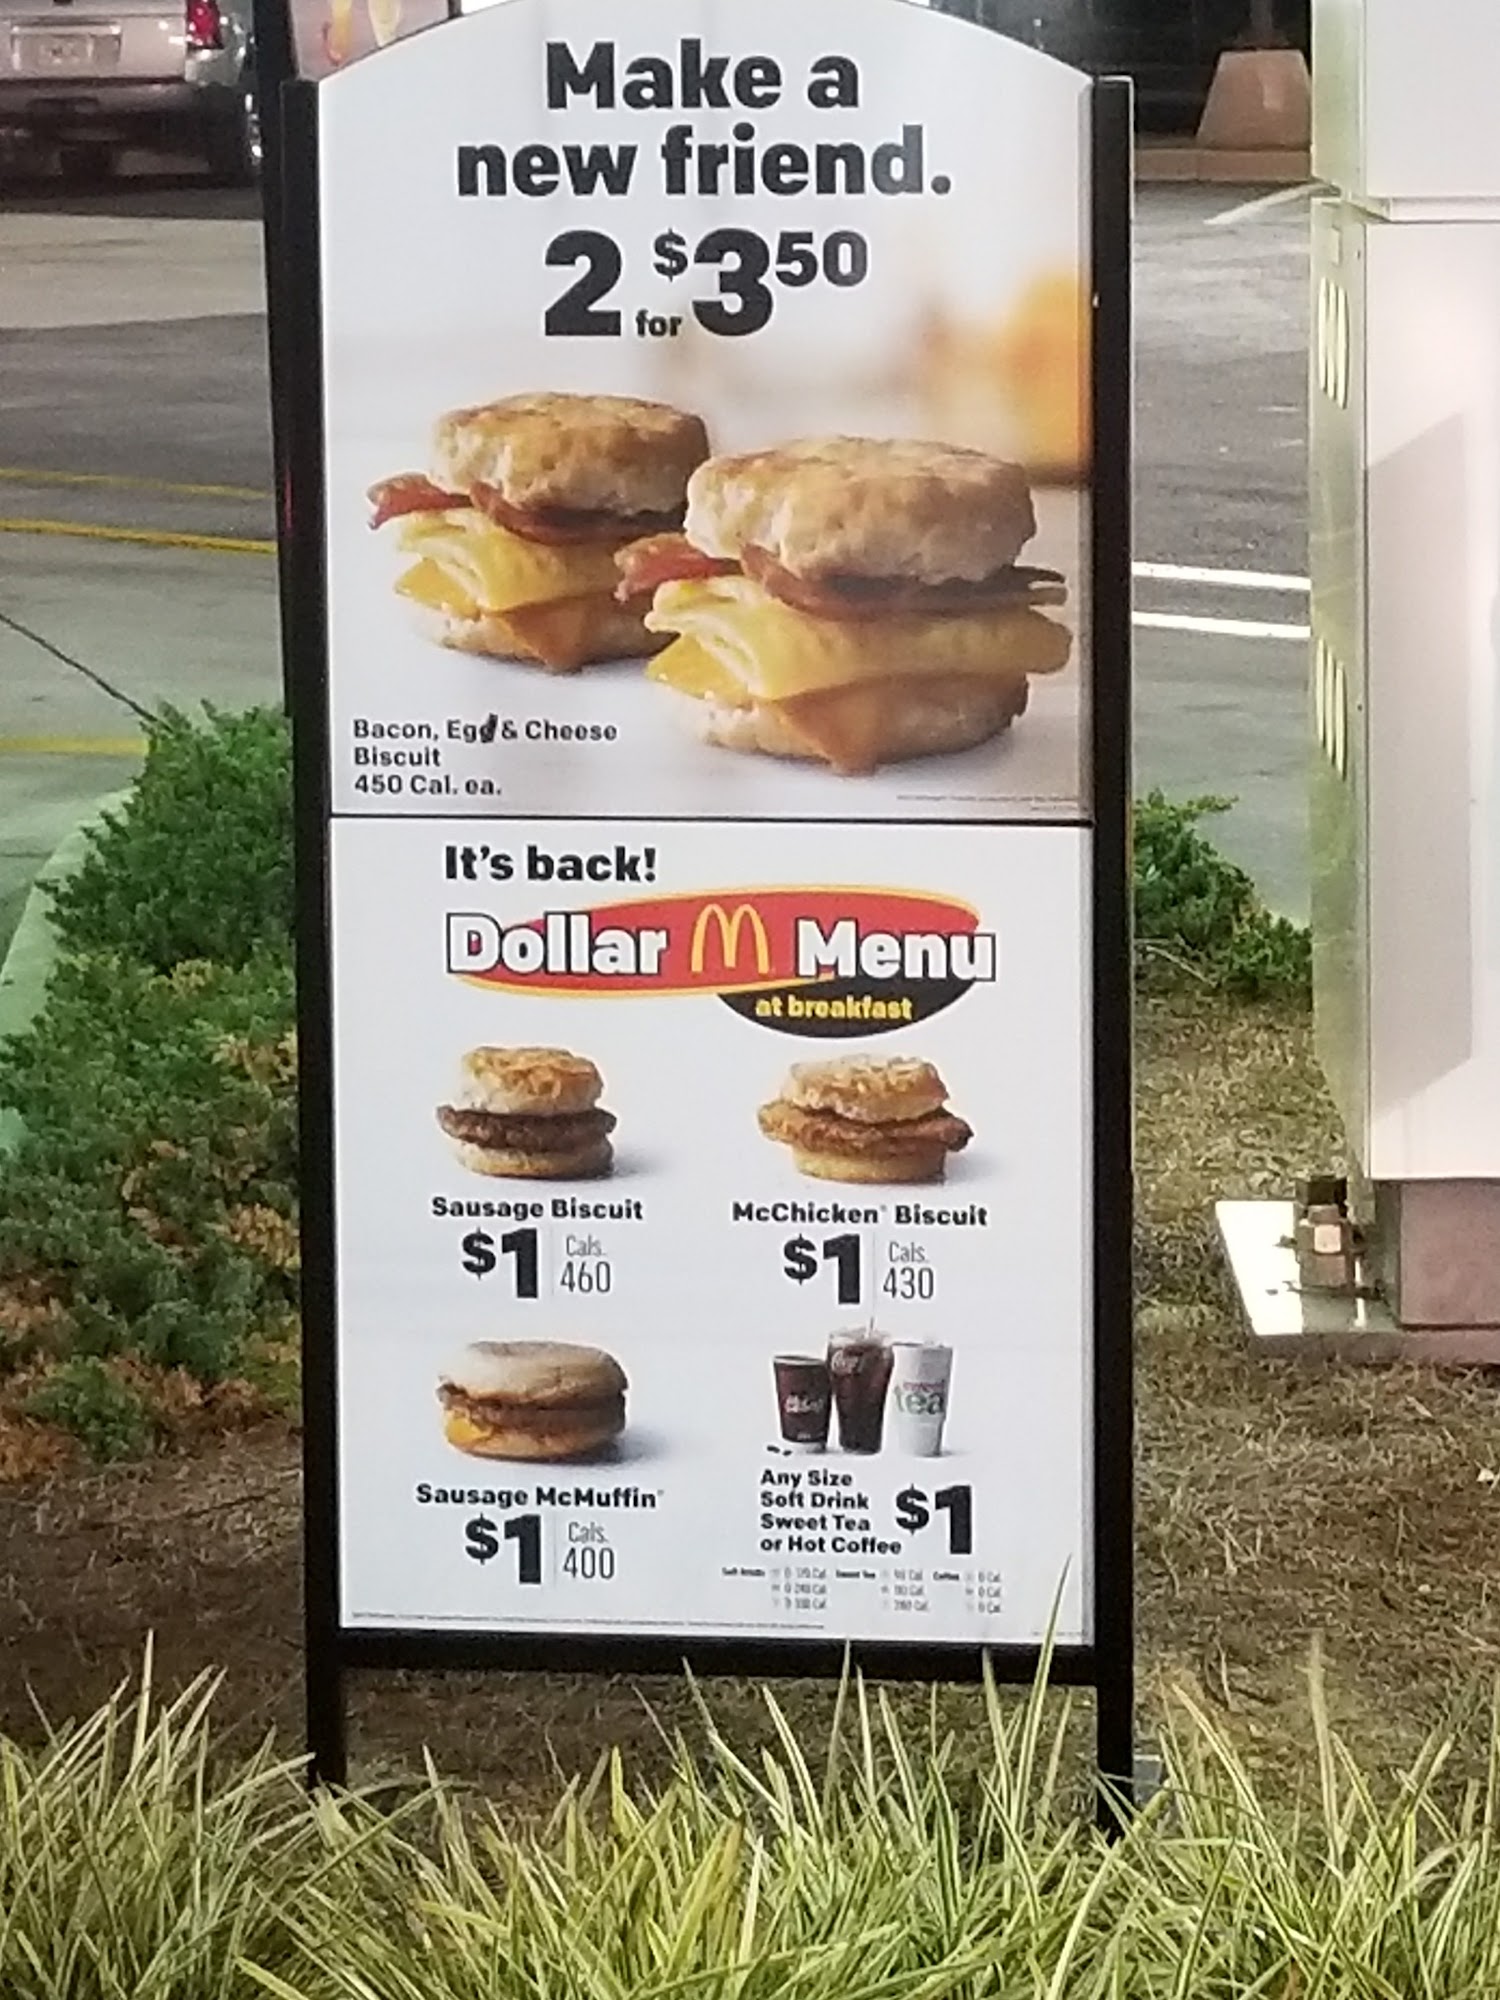 Make a
new friend.
2 for $3 50
Bacon, Egg & Cheese
Biscuit
450 Cal. ea.
It's back!
Dollar Menu
at breakfast
Sausage Biscuit
$1 Cals. 460
McChicken® Biscuit
$1 Cals. 430
Sausage McMuffin®
$1 Cals. 400
tea
Any Size
Soft Drink
Sweet Tea
or Hot Coffee
$1